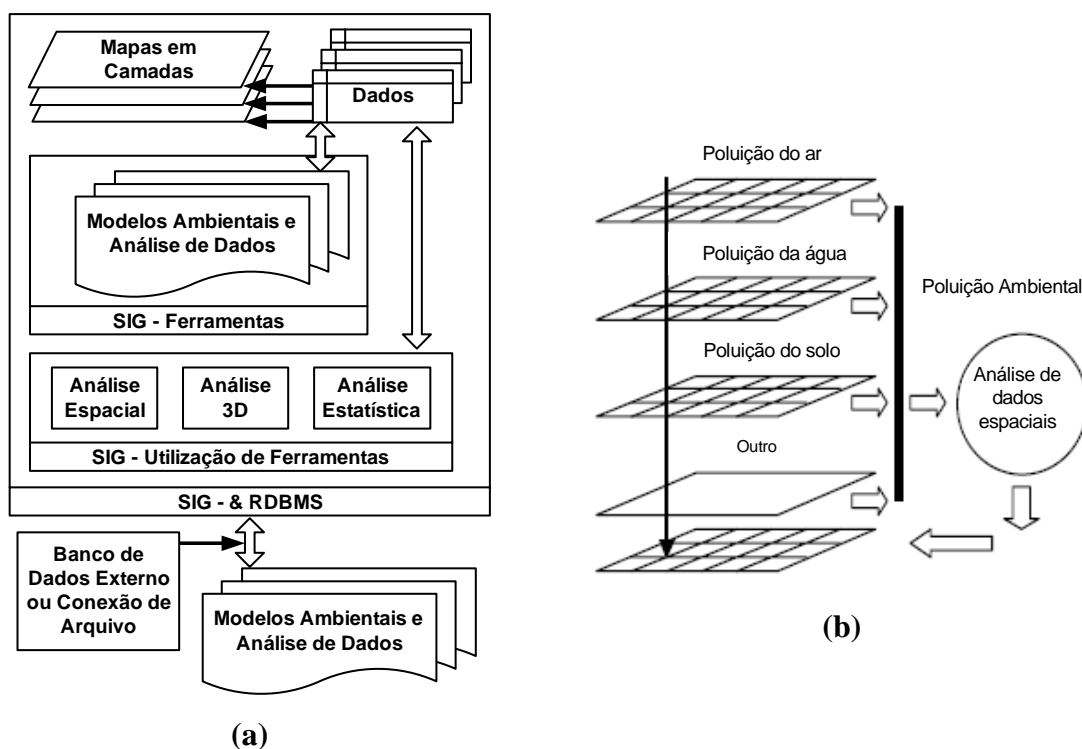 Mapas em
Camadas
Dados
Modelos Ambientais e
Análise de Dados
SIG - Ferramentas
Análise
Espacial
Análise
3D
Análise
Estatística
SIG - Utilização de Ferramentas
SIG - & RDBMS
Banco de
Dados Externo
ou Conexão de
Arquivo
Modelos Ambientais e
Análise de Dados
(a)
Poluição do ar
Poluição da água
Poluição Ambiental
Poluição do solo
Análise de
dados
espaciais
Outro
(b)